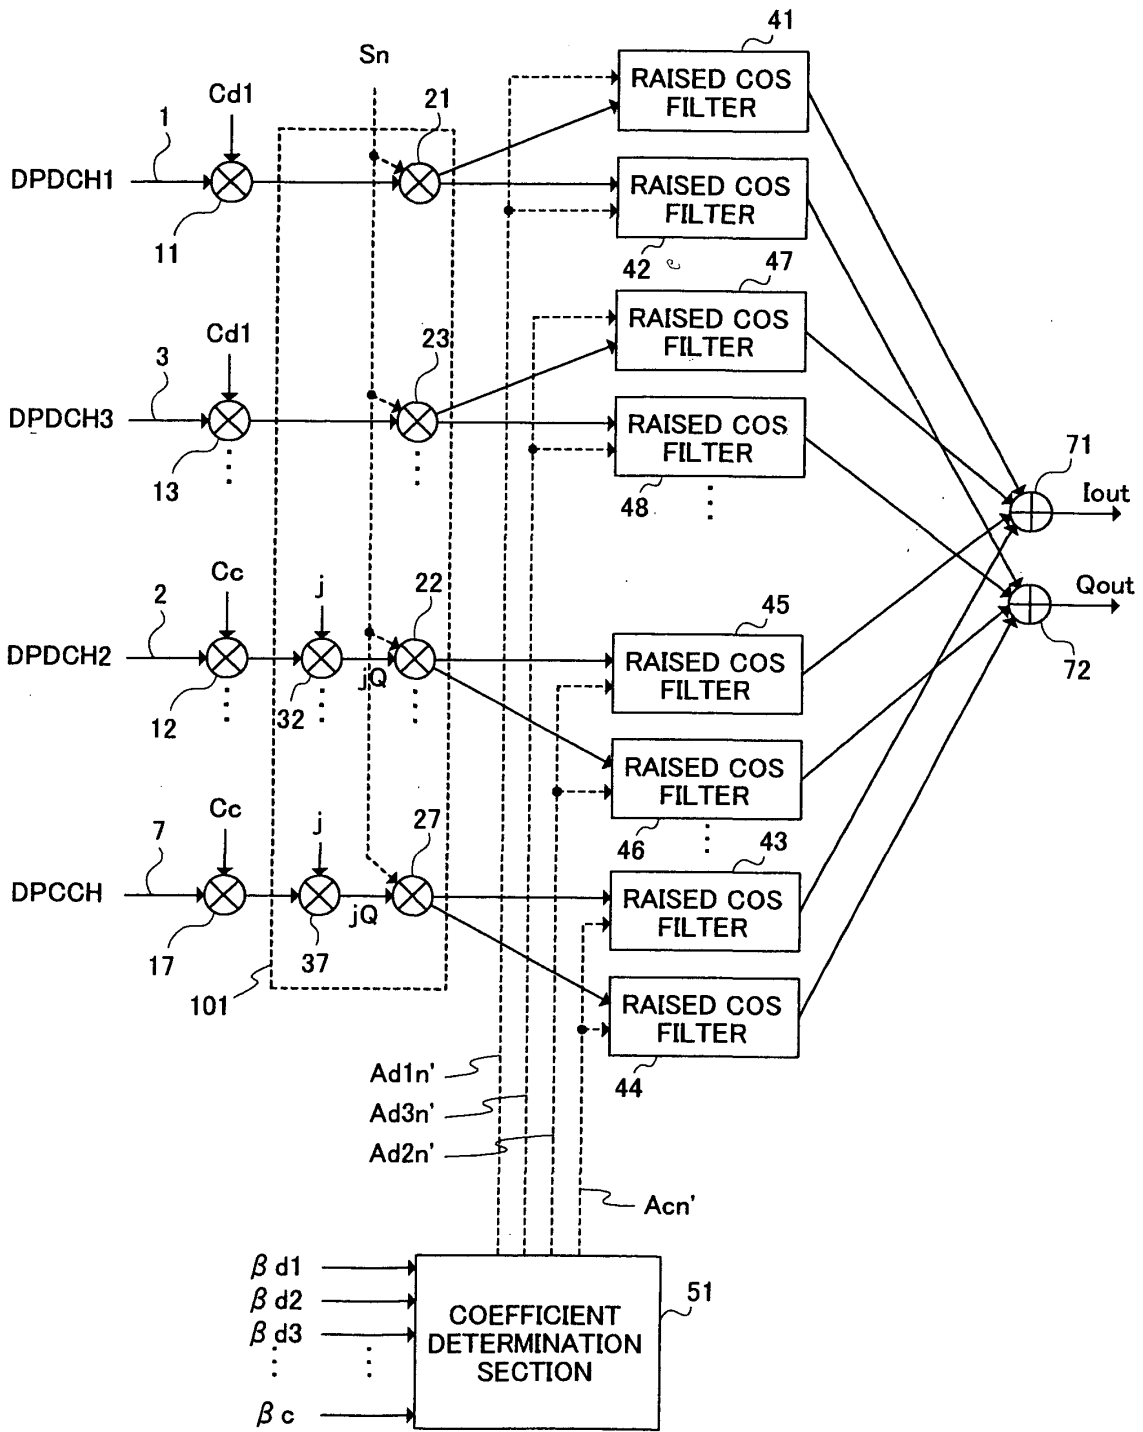 41
Sn
RAISED COS
FILTER
Cd1
21
1
DPDCH1
RAISED COS
FILTER
11
42
47
RAISED COS
FILTER
Cd1
3
23
DPDCH3
RAISED COS
FILTER
13
48
71
Iout
Cc
j
22
2
45
Qout
DPDCH2
RAISED COS
FILTER
72
jQ
12
32
RAISED COS
FILTER
Cc
j
27
46
43
7
DPCCH
RAISED COS
FILTER
jQ
17
37
101
RAISED COS
FILTER
44
Ad1n'
Ad3n'
Ad2n'
Acn'
β d1
β d2
β d3
β c
51
COEFFICIENT
DETERMINATION
SECTION